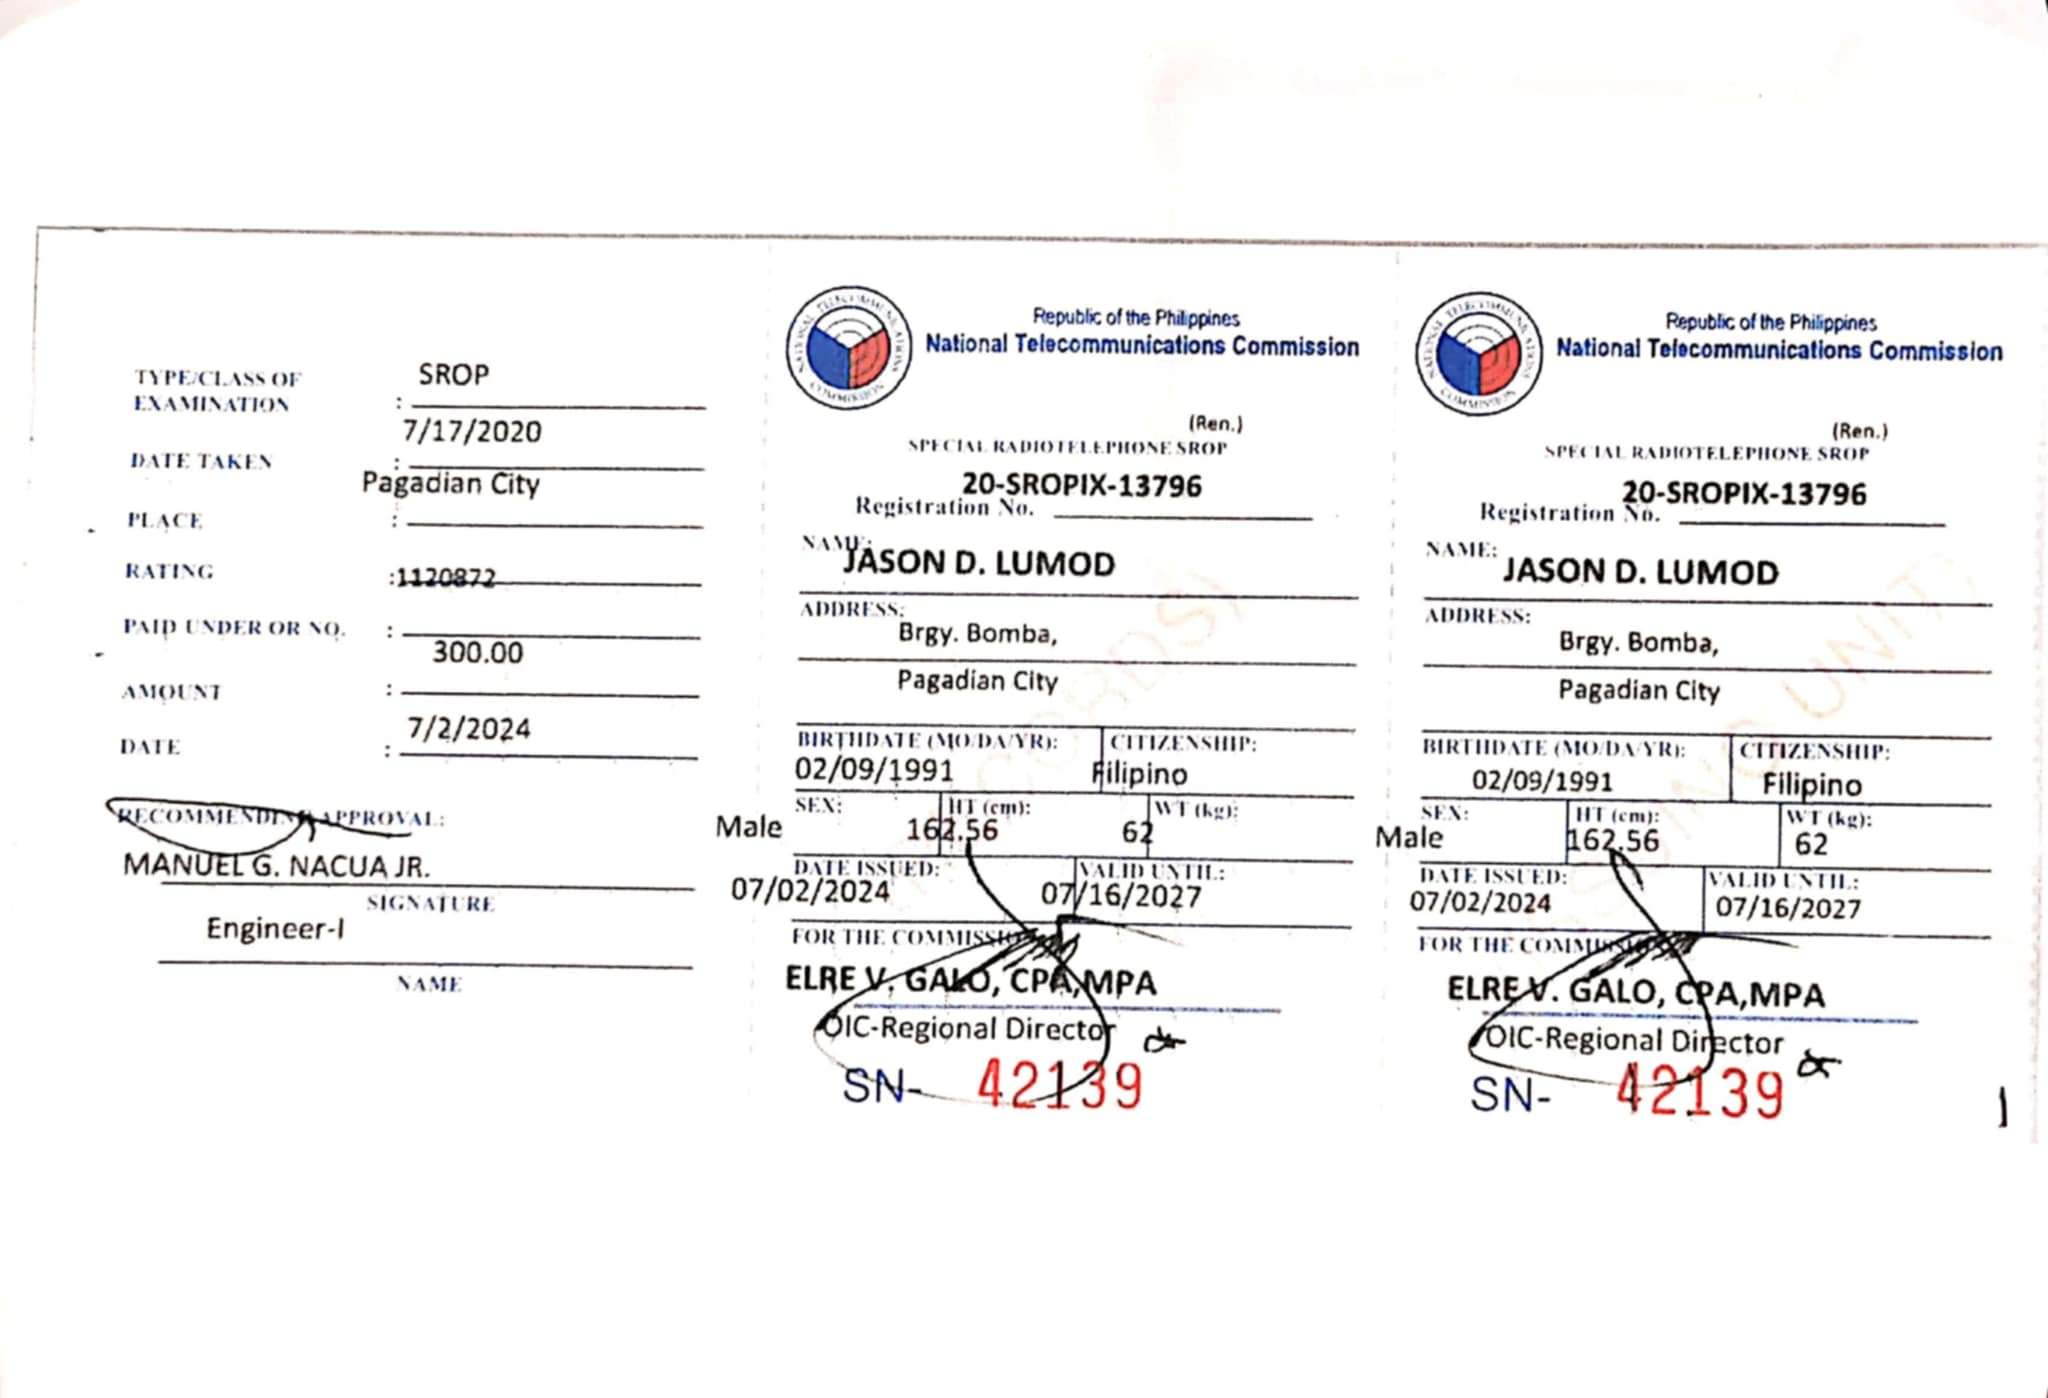 TYPE/CLASS OF
EXAMINATION : SROP
DATE TAKEN : 7/17/2020
PLACE : Pagadian City
RATING :1120872
PAID UNDER OR NO. :
300.00
AMOUNT :
7/2/2024
DATE :
RECOMMENDING APPROVAL:
MANUEL G. NACUA JR.
SIGNATURE
Engineer-I
NAME
NATIONAL TELECOMMUNICATIONS COMMISSION
Republic of the Philippines
National Telecommunications Commission
(Ren.)
SPECIAL RADIOTELEPHONE SROP
20-SROPIX-13796
Registration No.
NAME:
JASON D. LUMOD
ADDRESS:
Brgy. Bomba,
Pagadian City
BIRTHDATE (MO/DA/YR): CITIZENSHIP:
02/09/1991 Filipino
SEX: HT (cm): WT (kg):
Male 162.56 62
DATE ISSUED: VALID UNTIL:
07/02/2024 07/16/2027
FOR THE COMMISSION
ELRE V. GALO, CPA,MPA
OIC-Regional Director
SN- 42139
NATIONAL TELECOMMUNICATIONS COMMISSION
Republic of the Philippines
National Telecommunications Commission
(Ren.)
SPECIAL RADIOTELEPHONE SROP
20-SROPIX-13796
Registration No.
NAME:
JASON D. LUMOD
ADDRESS:
Brgy. Bomba,
Pagadian City
BIRTHDATE (MO/DA/YR): CITIZENSHIP:
02/09/1991 Filipino
SEX: HT (cm): WT (kg):
Male 162.56 62
DATE ISSUED: VALID UNTIL:
07/02/2024 07/16/2027
FOR THE COMMISSION
ELRE V. GALO, CPA,MPA
OIC-Regional Director
SN- 42139